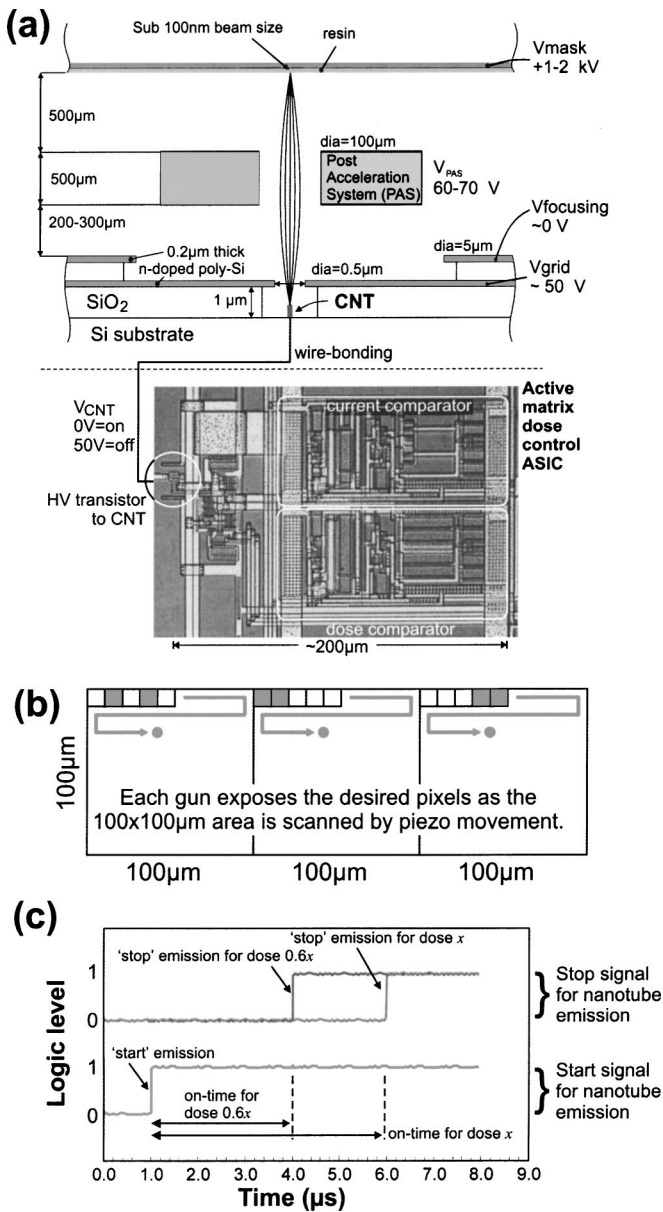 (a)
Sub 100nm beam size
resin
Vmask
+1-2 kV
500μm
dia=100μm
500μm
Post
Acceleration
System (PAS)
VPAS
60-70 V
200-300μm
Vfocusing
~0 V
0.2μm thick
n-doped poly-Si
dia=5μm
dia=0.5μm
Vgrid
~ 50 V
SiO2
1 μm
CNT
Si substrate
wire-bonding
VCNT
0V=on
50V=off
HV transistor
to CNT
current comparator
Active
matrix
dose
control
ASIC
dose comparator
~200μm
(b)
100μm
Each gun exposes the desired pixels as the
100x100μm area is scanned by piezo movement.
100μm
100μm
100μm
(c)
Logic level
'stop' emission for dose x
'stop' emission for dose 0.6x
1
0
Stop signal
for nanotube
emission
'start' emission
1
0
Start signal
for nanotube
emission
on-time for
dose 0.6x
on-time for dose x
0.0 1.0 2.0 3.0 4.0 5.0 6.0 7.0 8.0 9.0
Time (μs)